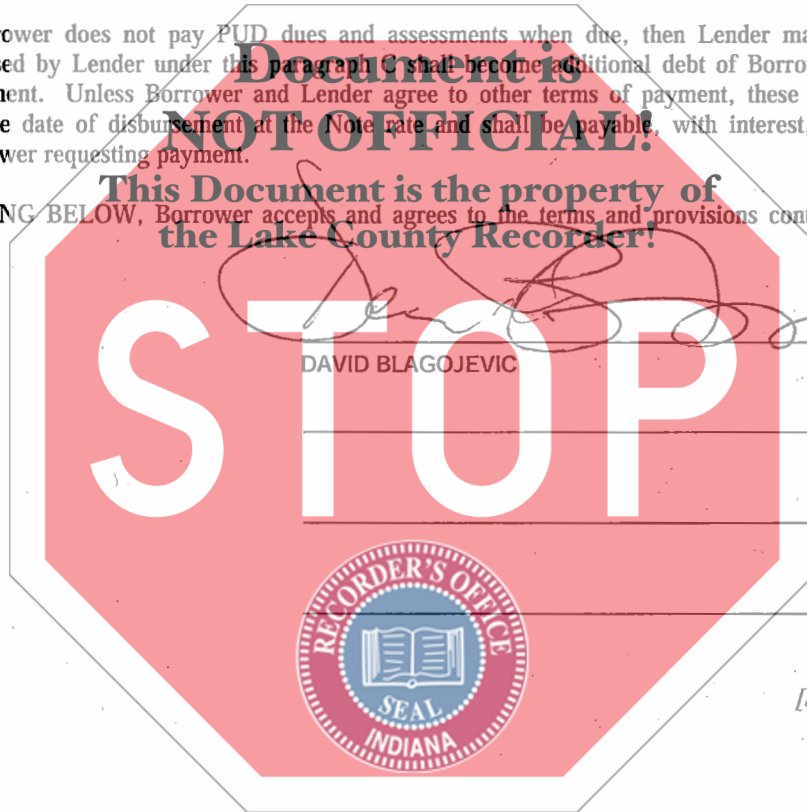 ower does not pay PUD dues and assessments when due, then Lender ma
ed by Lender under this paragraph C shall become additional debt of Borro
ent. Unless Borrower and Lender agree to other terms of payment, these
e date of disbursement at the Note rate and shall be payable, with interest,
wer requesting payment.
NG BELOW, Borrower accepts and agrees to the terms and provisions con
Document is
NOT OFFICIAL!
This Document is the property of
the Lake County Recorder!
DAVID BLAGOJEVIC
STOP
RECORDER'S OFFICE
SEAL
INDIANA